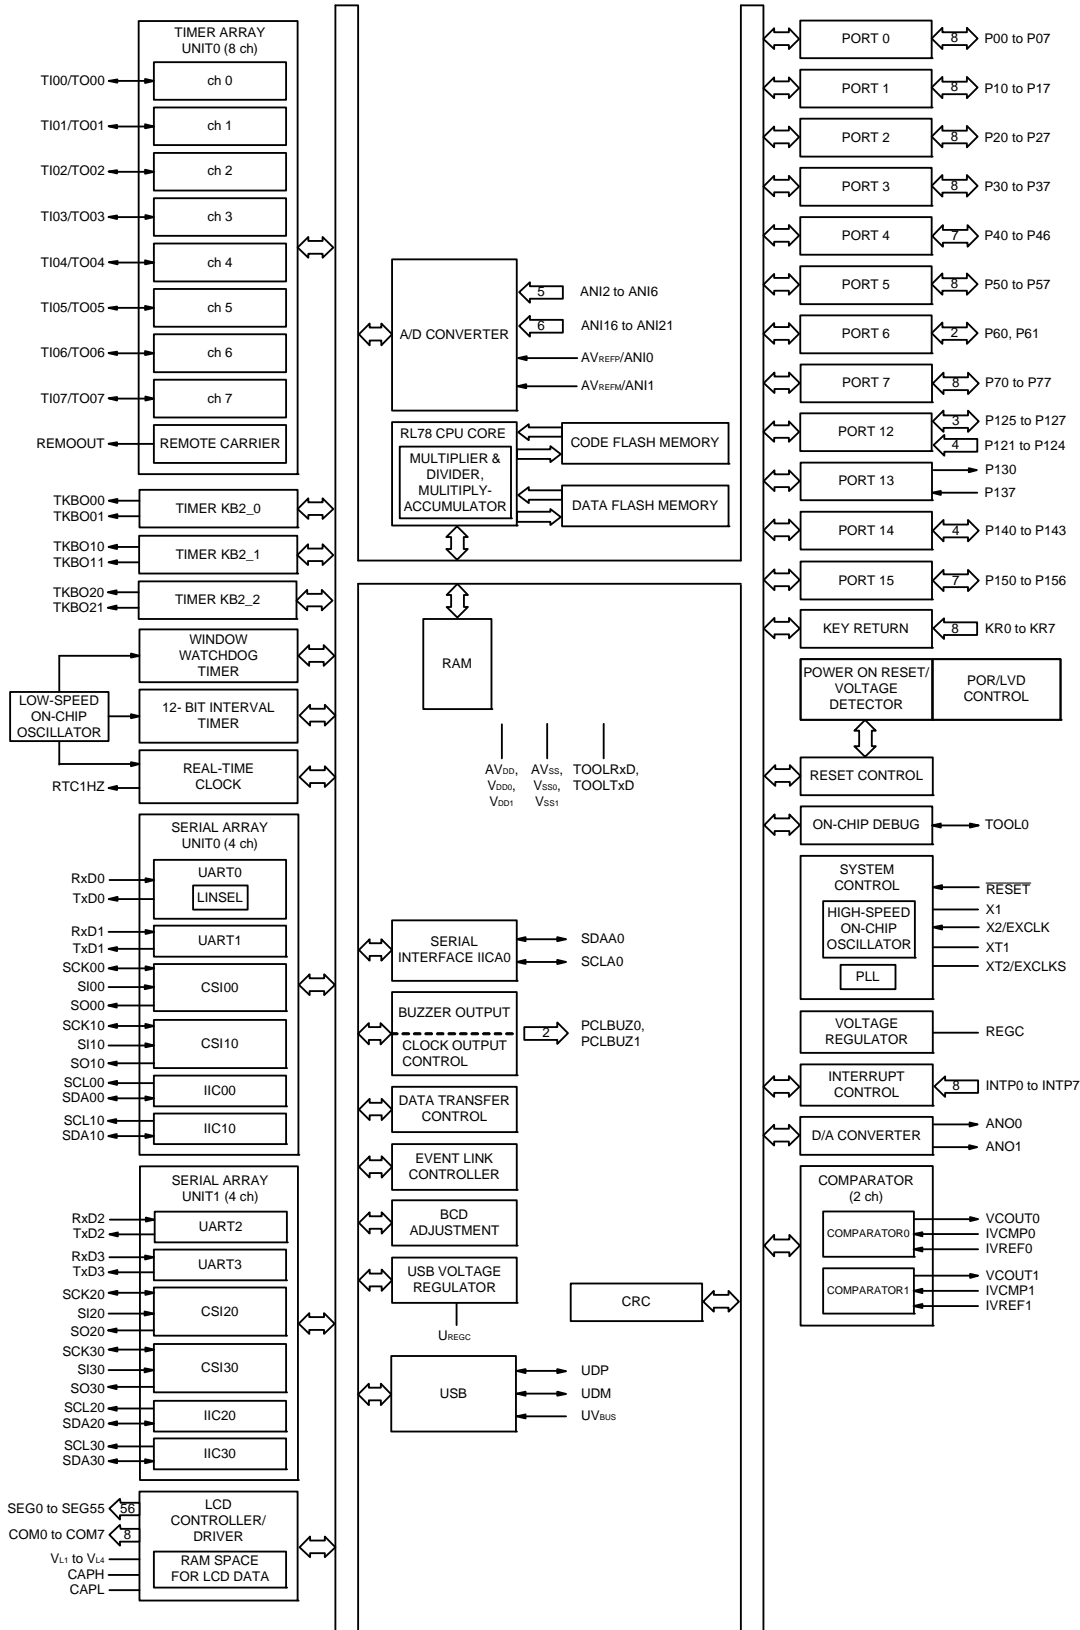 TIMER ARRAY
UNIT0 (8 ch)
TI00/TO00
ch 0
TI01/TO01
ch 1
TI02/TO02
ch 2
TI03/TO03
ch 3
TI04/TO04
ch 4
TI05/TO05
ch 5
TI06/TO06
ch 6
TI07/TO07
ch 7
REMOOUT
REMOTE CARRIER
TKBO00
TKBO01
TIMER KB2_0
TKBO10
TKBO11
TIMER KB2_1
TKBO20
TKBO21
TIMER KB2_2
WINDOW
WATCHDOG
TIMER
LOW-SPEED
ON-CHIP
OSCILLATOR
12- BIT INTERVAL
TIMER
REAL-TIME
CLOCK
RTC1HZ
SERIAL ARRAY
UNIT0 (4 ch)
RxD0
TxD0
UART0
LINSEL
RxD1
TxD1
UART1
SCK00
SI00
SO00
CSI00
SCK10
SI10
SO10
CSI10
SCL00
SDA00
IIC00
SCL10
SDA10
IIC10
SERIAL ARRAY
UNIT1 (4 ch)
RxD2
TxD2
UART2
RxD3
TxD3
UART3
SCK20
SI20
SO20
CSI20
SCK30
SI30
SO30
CSI30
SCL20
SDA20
IIC20
SCL30
SDA30
IIC30
SEG0 to SEG55
56
COM0 to COM7
8
VL1 to VL4
CAPH
CAPL
LCD
CONTROLLER/
DRIVER
RAM SPACE
FOR LCD DATA
A/D CONVERTER
5
ANI2 to ANI6
6
ANI16 to ANI21
AVREFP/ANI0
AVREFM/ANI1
RL78 CPU CORE
MULTIPLIER &
DIVIDER,
MULITIPLY-
ACCUMULATOR
CODE FLASH MEMORY
DATA FLASH MEMORY
RAM
AVDD,
VDD0,
VDD1
AVSS,
VSS0,
VSS1
TOOLRxD,
TOOLTxD
SERIAL
INTERFACE IICA0
SDAA0
SCLA0
BUZZER OUTPUT
CLOCK OUTPUT
CONTROL
2
PCLBUZ0,
PCLBUZ1
DATA TRANSFER
CONTROL
EVENT LINK
CONTROLLER
BCD
ADJUSTMENT
USB VOLTAGE
REGULATOR
UREGC
CRC
USB
UDP
UDM
UVBUS
PORT 0
8
P00 to P07
PORT 1
8
P10 to P17
PORT 2
8
P20 to P27
PORT 3
8
P30 to P37
PORT 4
7
P40 to P46
PORT 5
8
P50 to P57
PORT 6
2
P60, P61
PORT 7
8
P70 to P77
PORT 12
3
P125 to P127
4
P121 to P124
PORT 13
P130
P137
PORT 14
4
P140 to P143
PORT 15
7
P150 to P156
KEY RETURN
8
KR0 to KR7
POWER ON RESET/
VOLTAGE
DETECTOR
POR/LVD
CONTROL
RESET CONTROL
ON-CHIP DEBUG
TOOL0
SYSTEM
CONTROL
HIGH-SPEED
ON-CHIP
OSCILLATOR
PLL
RESET
X1
X2/EXCLK
XT1
XT2/EXCLKS
VOLTAGE
REGULATOR
REGC
INTERRUPT
CONTROL
8
INTP0 to INTP7
D/A CONVERTER
ANO0
ANO1
COMPARATOR
(2 ch)
COMPARATOR0
VCOUT0
IVCMP0
IVREF0
COMPARATOR1
VCOUT1
IVCMP1
IVREF1